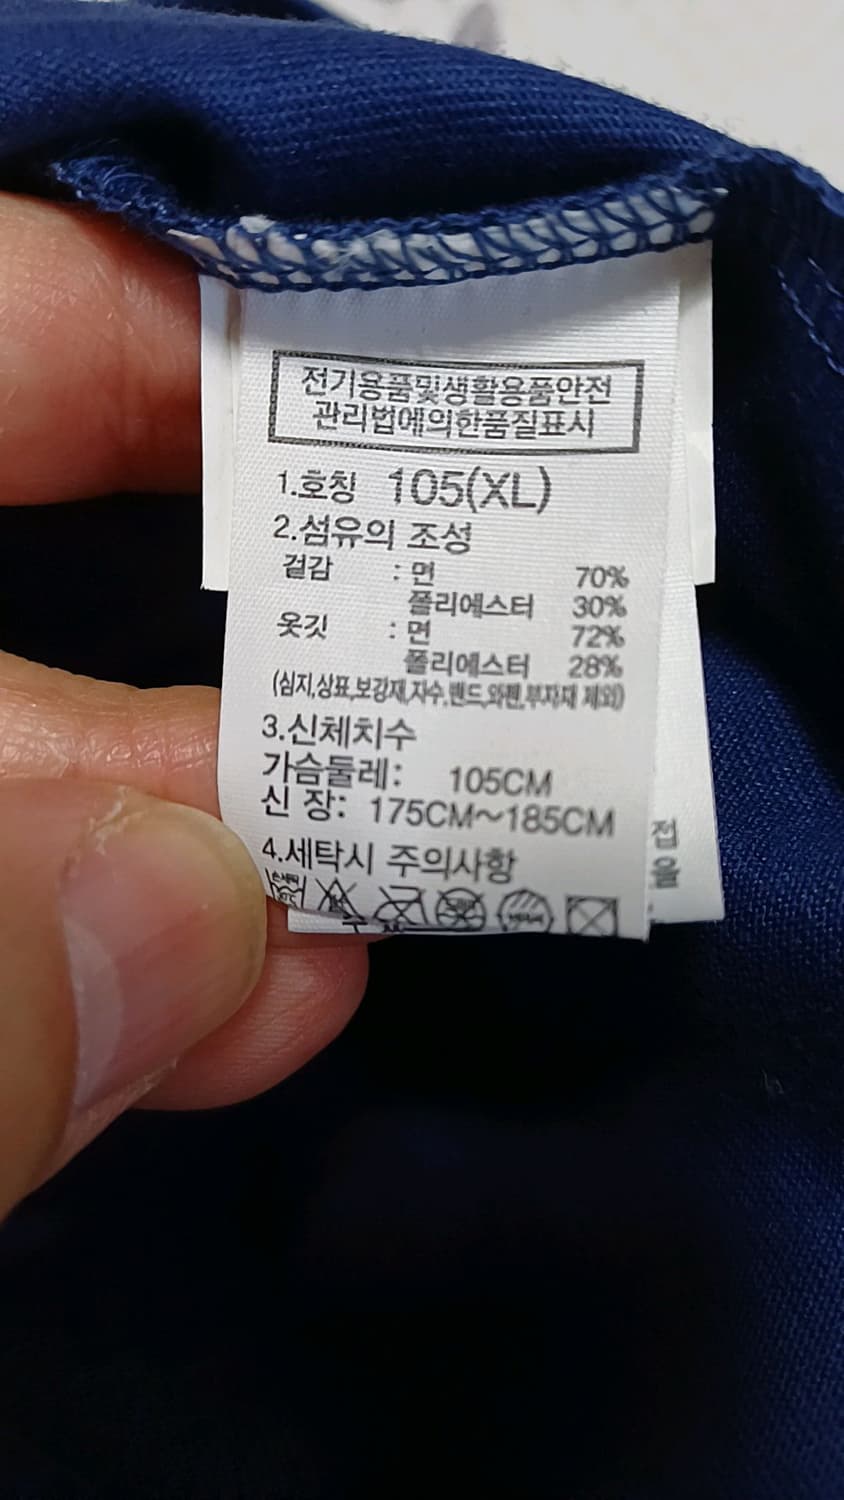 전기용품및생활용품안전
관리법에의한품질표시
1.호칭 105(XL)
2.섬유의 조성
겉감 : 면 70%
폴리에스터 30%
옷깃 : 면 72%
폴리에스터 28%
(심지,상표,보강재,자수,밴드,와펜,부자재 제외)
3.신체치수
가슴둘레: 105CM
신 장: 175CM~185CM
4.세탁시 주의사항
접
을